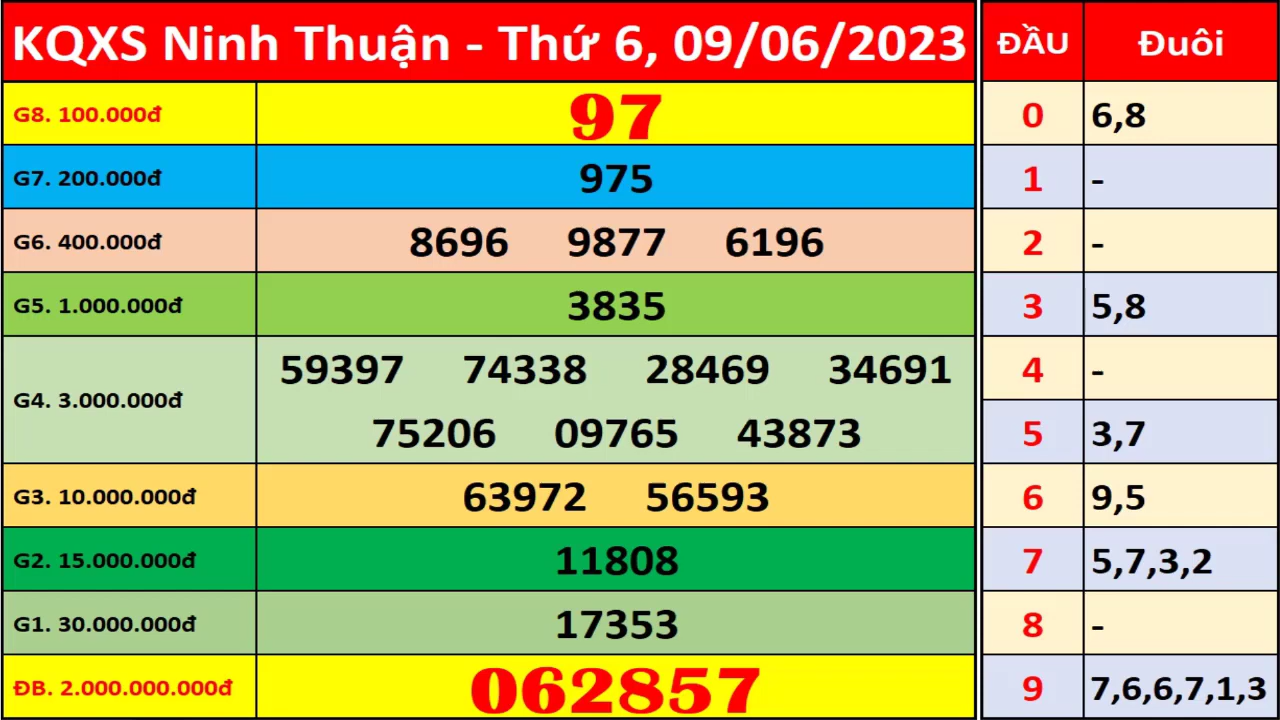 KQXS Ninh Thuận - Thứ 6, 09/06/2023 ĐẦU Đuôi
G8. 100.000đ 97 0 6,8
G7. 200.000đ 975 1 -
G6. 400.000đ 8696 9877 6196 2 -
G5. 1.000.000đ 3835 3 5,8
G4. 3.000.000đ 59397 74338 28469 34691 4 -
75206 09765 43873 5 3,7
G3. 10.000.000đ 63972 56593 6 9,5
G2. 15.000.000đ 11808 7 5,7,3,2
G1. 30.000.000đ 17353 8 -
ĐB. 2.000.000.000đ 062857 9 7,6,6,7,1,3